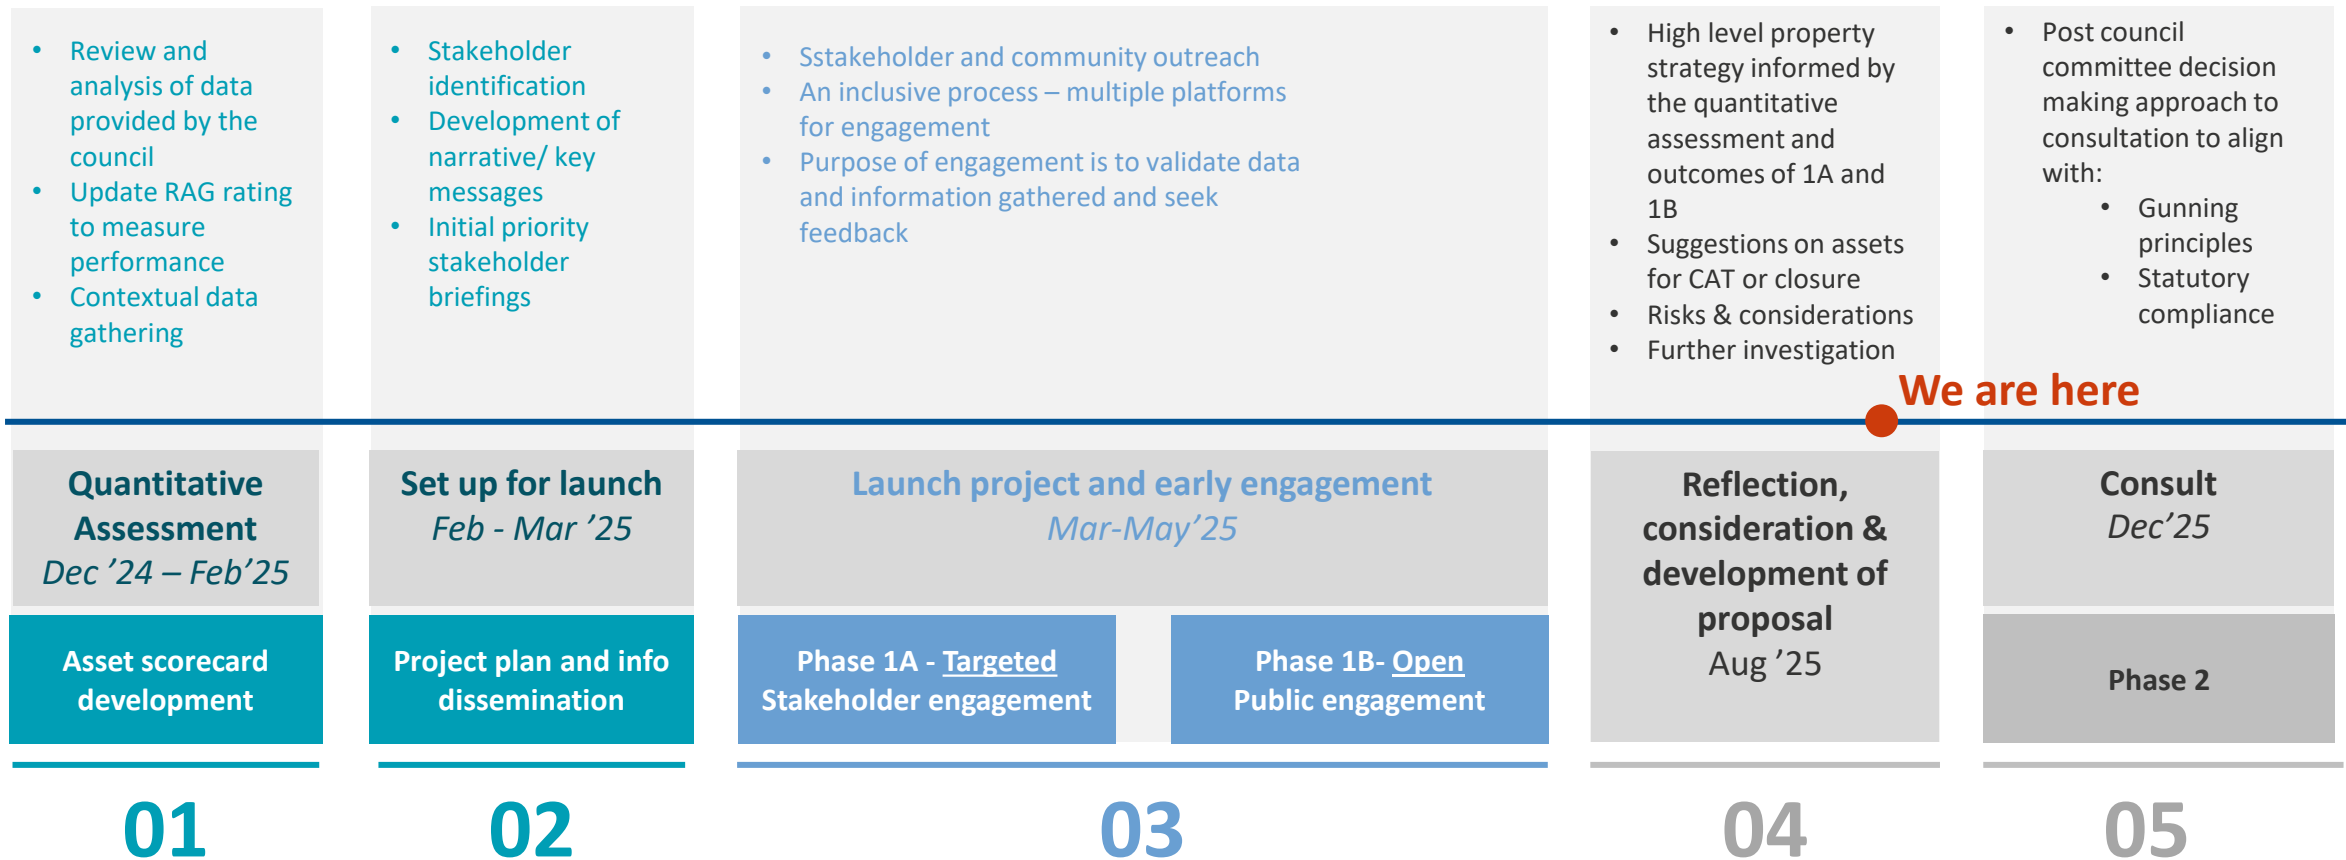 • Review and
analysis of data
provided by the
council
• Update RAG rating
to measure
performance
• Contextual data
gathering
• Stakeholder
identification
• Development of
narrative/ key
messages
• Initial priority
stakeholder
briefings
• Sstakeholder and community outreach
• An inclusive process – multiple platforms
for engagement
• Purpose of engagement is to validate data
and information gathered and seek
feedback
• High level property
strategy informed by
the quantitative
assessment and
outcomes of 1A and
1B
• Suggestions on assets
for CAT or closure
• Risks & considerations
• Further investigation
• Post council
committee decision
making approach to
consultation to align
with:
• Gunning
principles
• Statutory
compliance
We are here
Quantitative
Assessment
Dec ’24 – Feb’25
Set up for launch
Feb - Mar ’25
Launch project and early engagement
Mar-May’25
Reflection,
consideration &
development of
proposal
Aug ’25
Consult
Dec’25
Asset scorecard
development
Project plan and info
dissemination
Phase 1A - Targeted
Stakeholder engagement
Phase 1B- Open
Public engagement
Phase 2
01
02
03
04
05